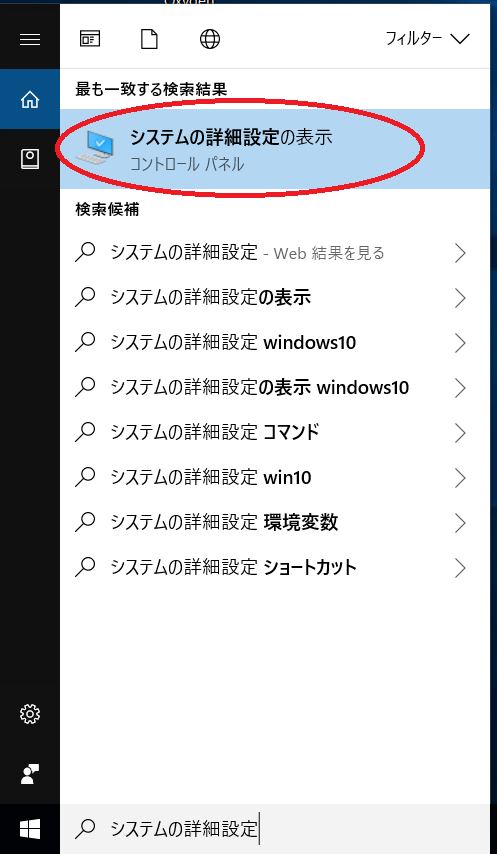 Oxygen
フィルター
最も一致する検索結果
システムの詳細設定の表示
コントロール パネル
検索候補
システムの詳細設定 - Web 結果を見る
システムの詳細設定の表示
システムの詳細設定 windows10
システムの詳細設定の表示 windows10
システムの詳細設定 コマンド
システムの詳細設定 win10
システムの詳細設定 環境変数
システムの詳細設定 ショートカット
システムの詳細設定